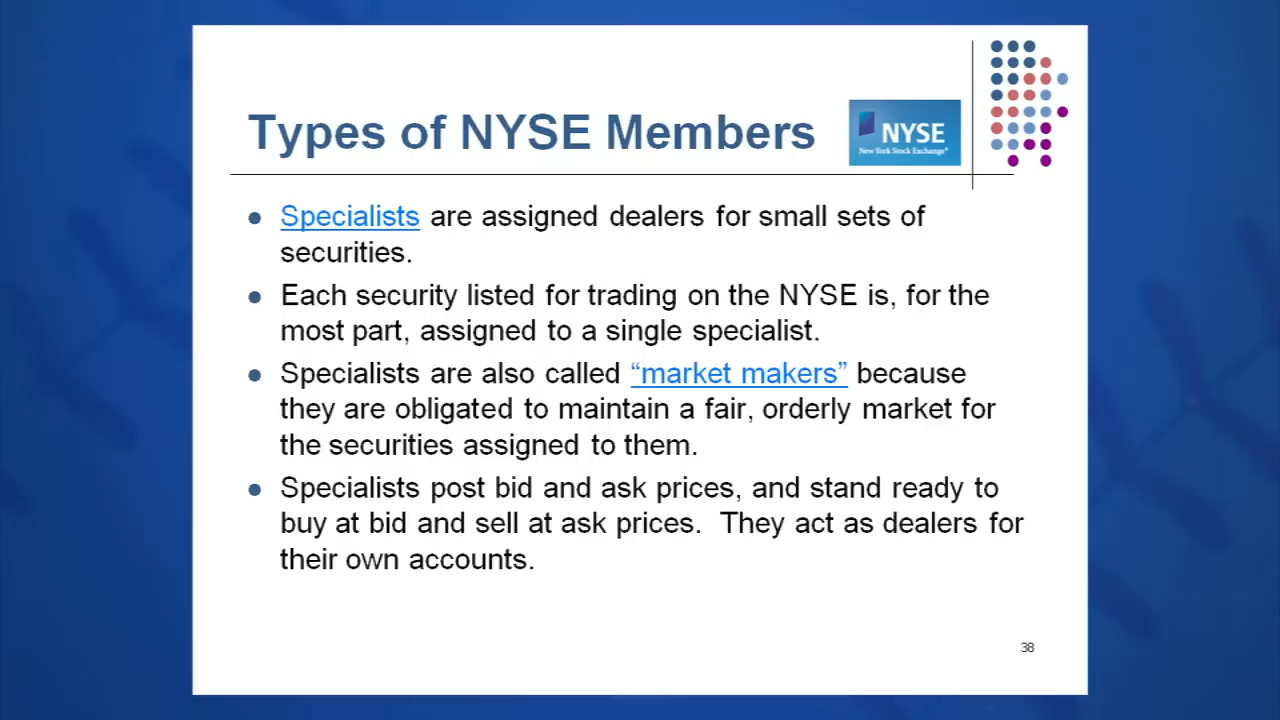 Types of NYSE Members
NYSE
New York Stock Exchange®
Specialists are assigned dealers for small sets of
securities.
Each security listed for trading on the NYSE is, for the
most part, assigned to a single specialist.
Specialists are also called “market makers” because
they are obligated to maintain a fair, orderly market for
the securities assigned to them.
Specialists post bid and ask prices, and stand ready to
buy at bid and sell at ask prices.  They act as dealers for
their own accounts.
38